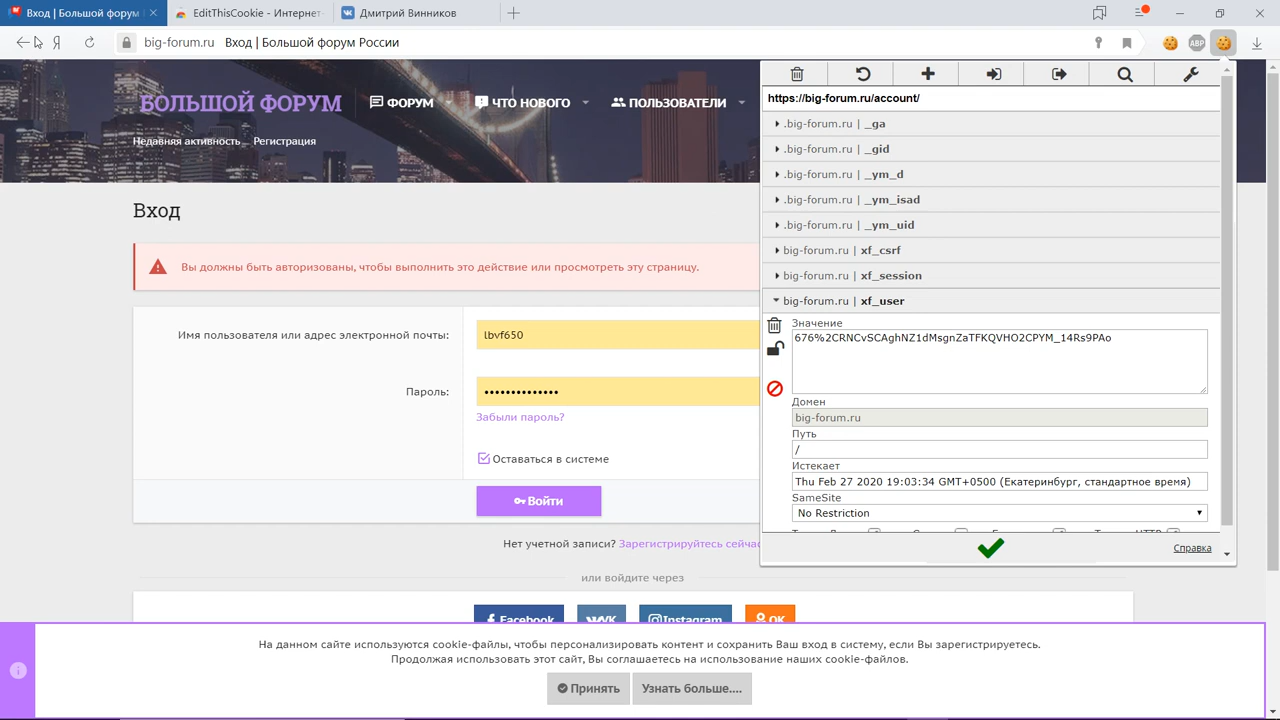 Вход | Большой форум
EditThisCookie - Интернет-
Дмитрий Винников
Я
big-forum.ru Вход | Большой форум России
ABP
БОЛЬШОЙ ФОРУМ
ФОРУМ
ЧТО НОВОГО
ПОЛЬЗОВАТЕЛИ
Недавняя активность
Регистрация
Вход
Вы должны быть авторизованы, чтобы выполнить это действие или просмотреть эту страницу.
Имя пользователя или адрес электронной почты:
lbvf650
Пароль:
••••••••••••••
Забыли пароль?
Оставаться в системе
Войти
Нет учетной записи? Зарегистрируйтесь сейчас
или войдите через
Facebook
VK
Instagram
OK
https://big-forum.ru/account/
.big-forum.ru | _ga
.big-forum.ru | _gid
.big-forum.ru | _ym_d
.big-forum.ru | _ym_isad
.big-forum.ru | _ym_uid
big-forum.ru | xf_csrf
big-forum.ru | xf_session
big-forum.ru | xf_user
Значение
676%2CRNCvSCAghNZ1dMsgnZaTFKQVHO2CPYM_14Rs9PAo
Домен
big-forum.ru
Путь
/
Истекает
Thu Feb 27 2020 19:03:34 GMT+0500 (Екатеринбург, стандартное время)
SameSite
No Restriction
Справка
На данном сайте используются cookie-файлы, чтобы персонализировать контент и сохранить Ваш вход в систему, если Вы зарегистрируетесь.
Продолжая использовать этот сайт, Вы соглашаетесь на использование наших cookie-файлов.
Принять
Узнать больше....